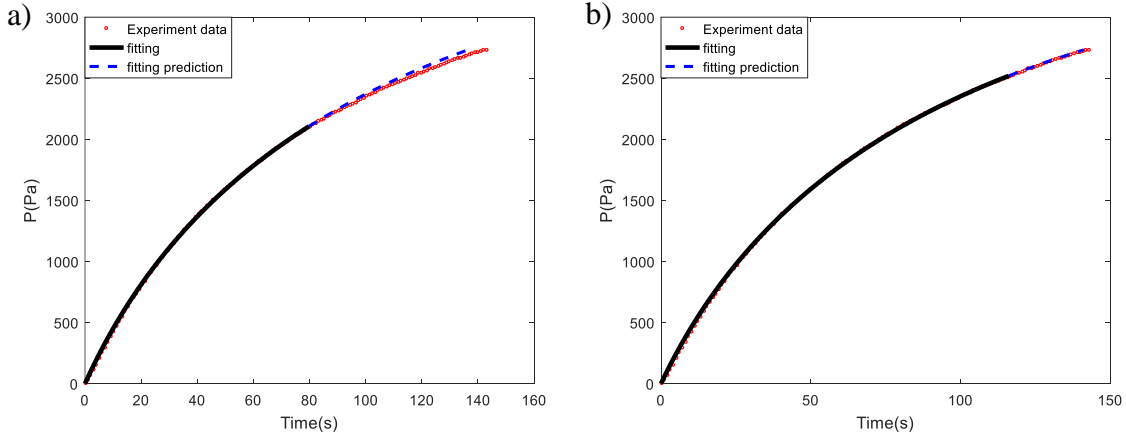 a)
3000
2500
2000
1500
1000
500
0
P(Pa)
Experiment data
fitting
fitting prediction
0 20 40 60 80 100 120 140 160
Time(s)
b)
3000
2500
2000
1500
1000
500
0
P(Pa)
Experiment data
fitting
fitting prediction
0 50 100 150
Time(s)